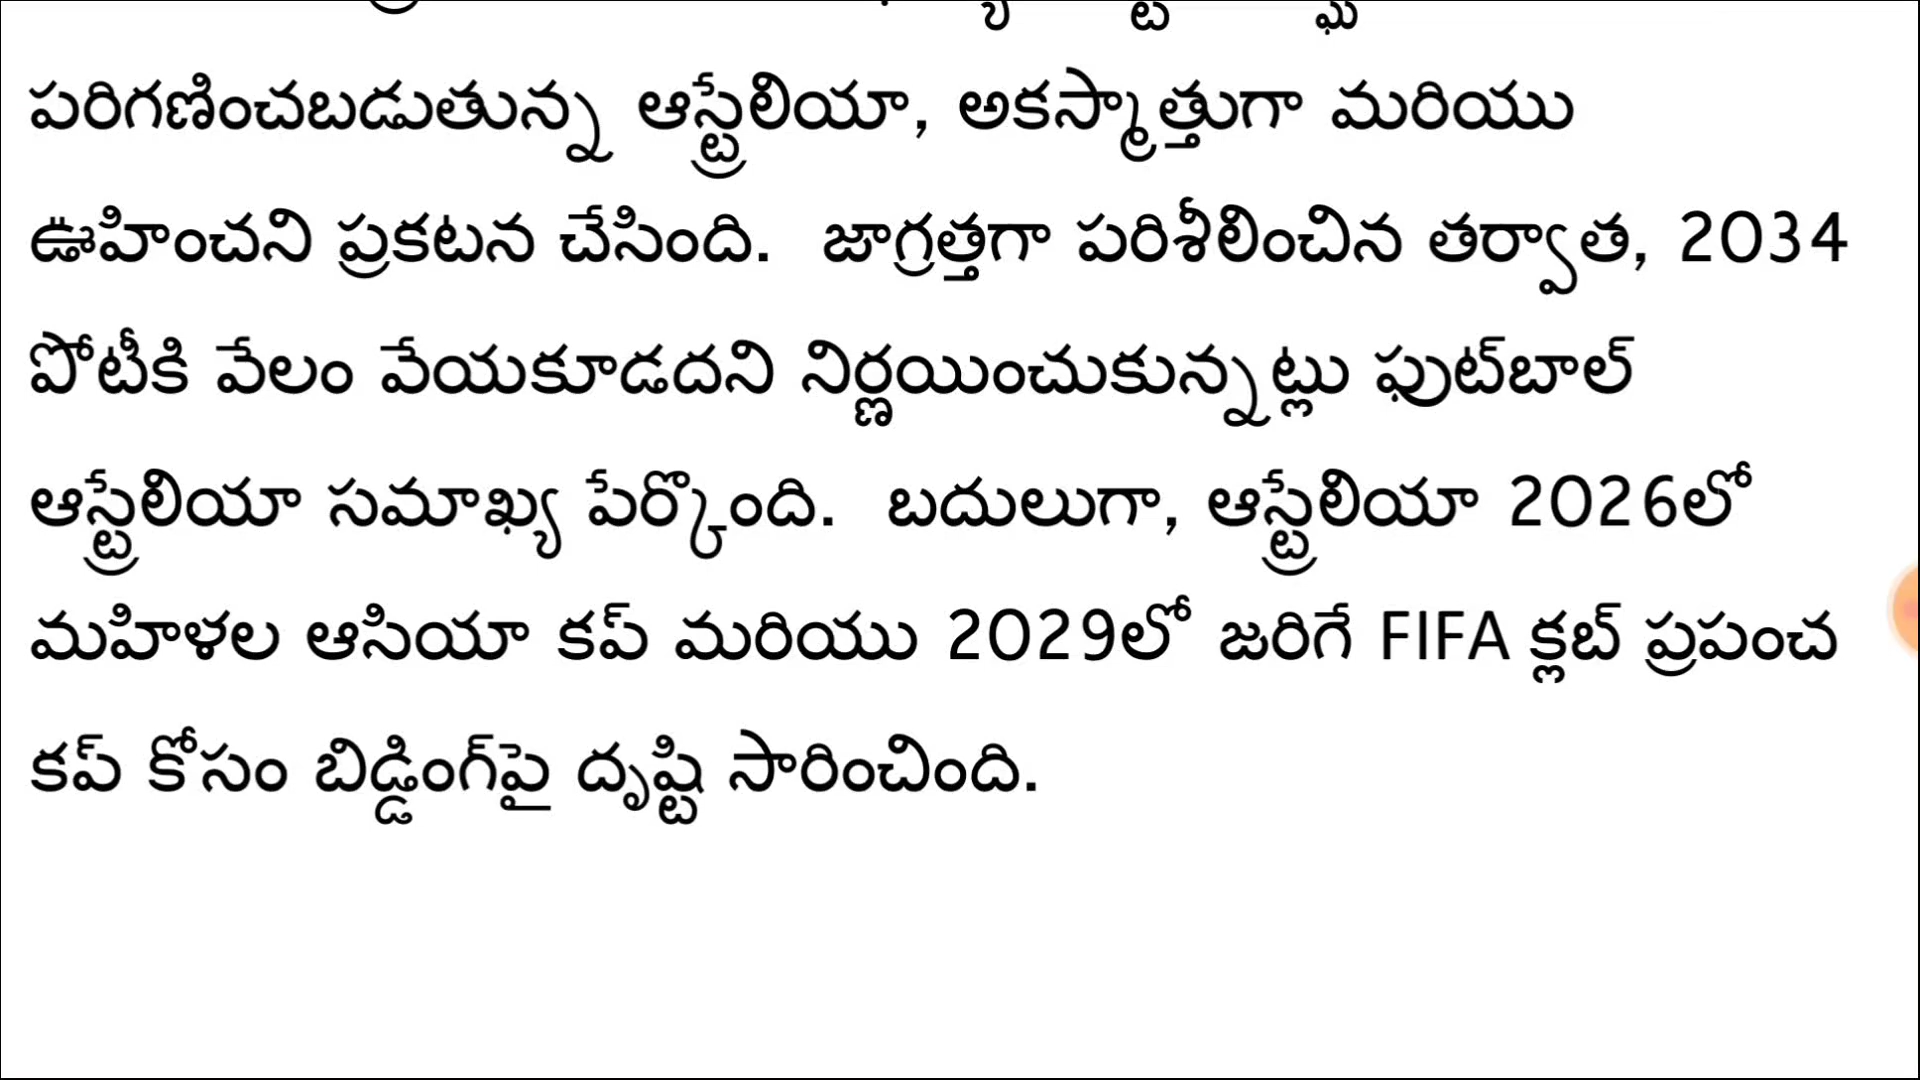 పరిగణించబడుతున్న ఆస్ట్రేలియా, అకస్మాత్తుగా మరియు
ఊహించని ప్రకటన చేసింది. జాగ్రత్తగా పరిశీలించిన తర్వాత, 2034
పోటీకి వేలం వేయకూడదని నిర్ణయించుకున్నట్లు ఫుట్‌బాల్
ఆస్ట్రేలియా సమాఖ్య పేర్కొంది. బదులుగా, ఆస్ట్రేలియా 2026లో
మహిళల ఆసియా కప్ మరియు 2029లో జరిగే FIFA క్లబ్ ప్రపంచ
కప్ కోసం బిడ్డింగ్‌పై దృష్టి సారించింది.